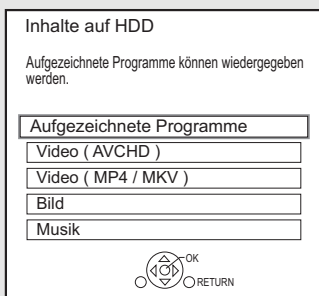 Inhalte auf HDD
Aufgezeichnete Programme können wiedergegeben
werden.
Aufgezeichnete Programme
Video ( AVCHD )
Video ( MP4 / MKV )
Bild
Musik
OK
RETURN